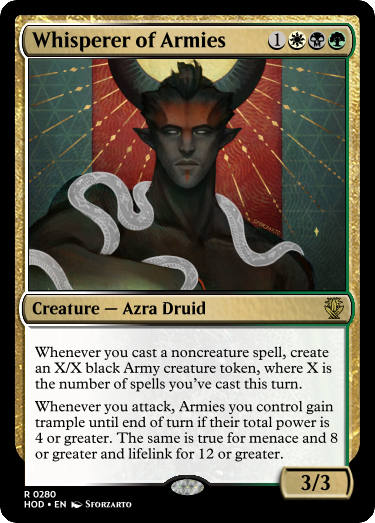 Whisperer of Armies 1
SFORZARTO
Creature — Azra Druid
Whenever you cast a noncreature spell, create
an X/X black Army creature token, where X is
the number of spells you've cast this turn.
Whenever you attack, Armies you control gain
trample until end of turn if their total power is
4 or greater. The same is true for menace and 8
or greater and lifelink for 12 or greater.
3/3
R 0280
HOD • EN Sforzarto